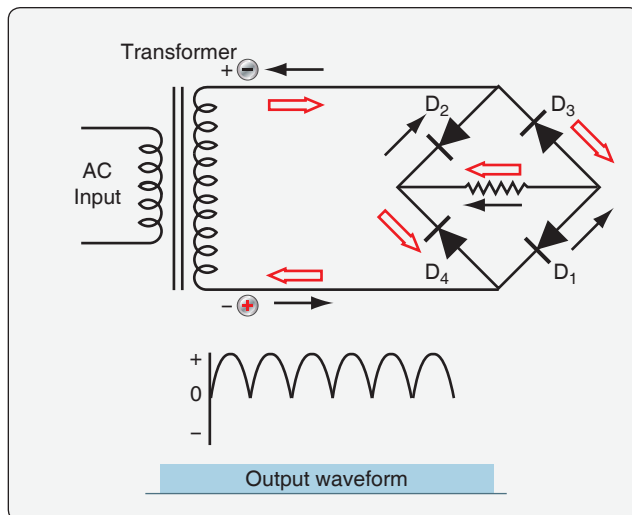 Transformer
+ −
D₂
D₃
AC
Input
D₄
D₁
− +
+
0
−
Output waveform